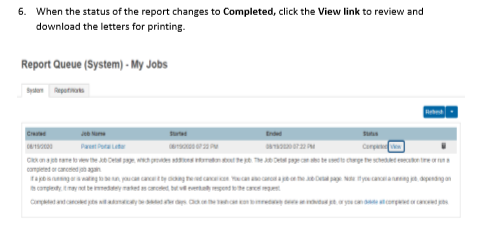 6. When the status of the report changes to Completed, click the View link to review and
download the letters for printing.
Report Queue (System) - My Jobs
System ReportWorks
Refresh
Created Job Name Started Ended Status
08/19/2020 Parent Portal Letter 08/19/2020 07:22 PM 08/19/2020 07:22 PM Completed View
Click on a job name to view the Job Detail page, which provides additional information about the job. The Job Detail page can also be used to change the scheduled execution time or run a
completed or canceled job again.
If a job is running or is waiting to be run, you can cancel it by clicking the red cancel icon. You can also cancel a job on the Job Detail page. Note: If you cancel a running job, depending on
its complexity, it may not be immediately marked as canceled, but will eventually respond to the cancel request.
Completed and canceled jobs will automatically be deleted after days. Click on the trash can icon to immediately delete an individual job, or you can delete all completed or canceled jobs.